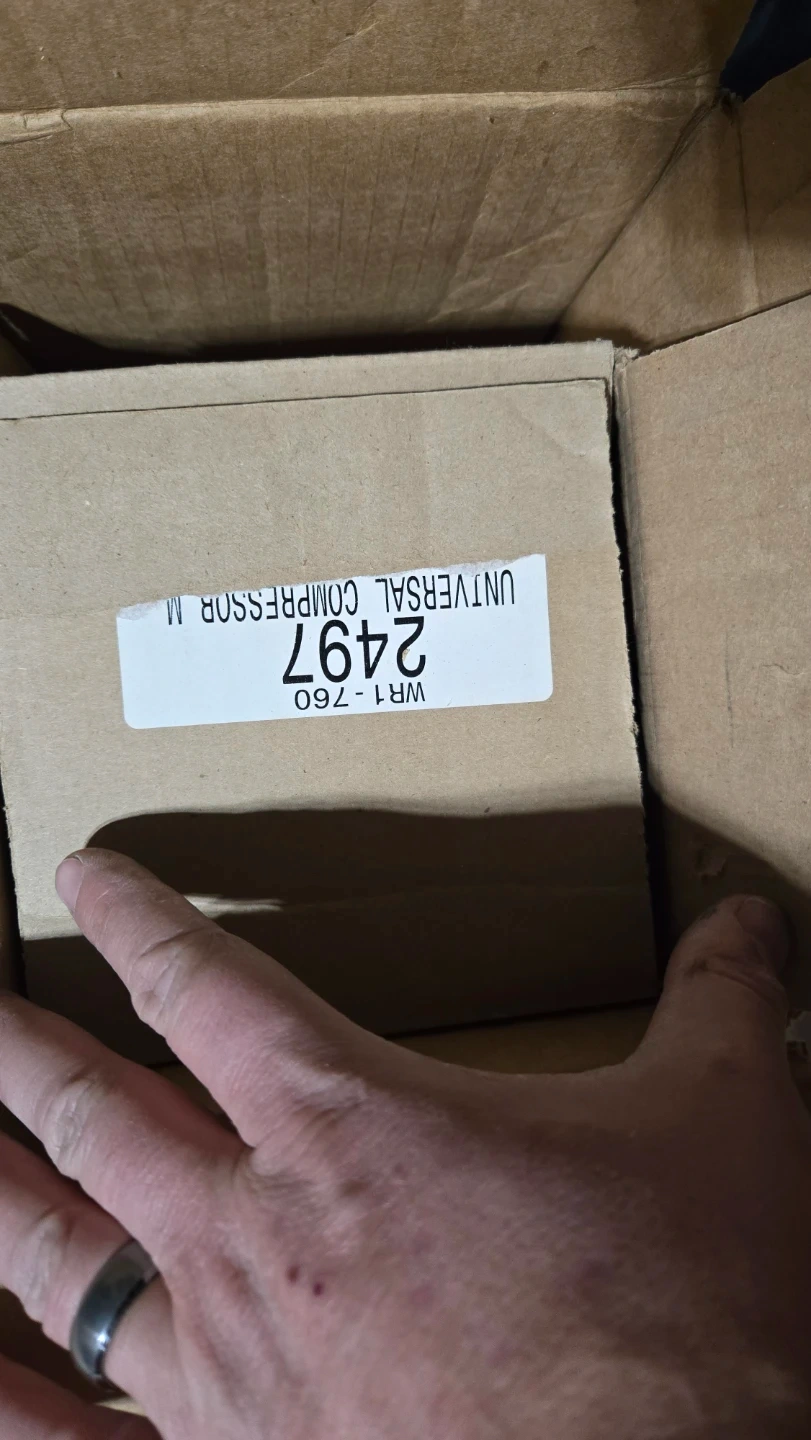 WR1-760
2497
UNIVERSAL COMPRESSOR M